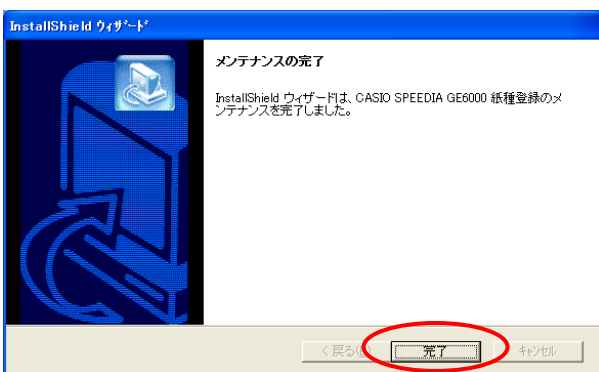 InstallShield ウィザード
メンテナンスの完了
InstallShield ウィザードは、CASIO SPEEDIA GE6000 紙種登録のメ
ンテナンスを完了しました。
< 戻る(B) 完了 キャンセル